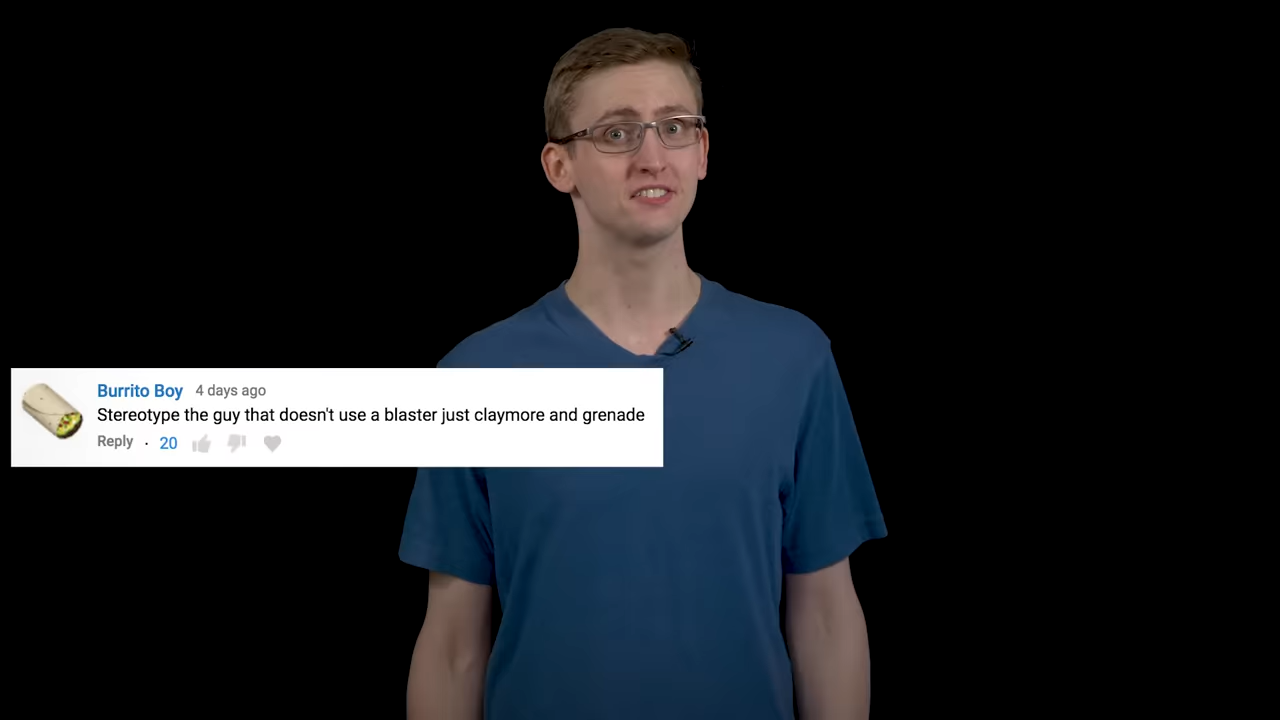 Burrito Boy 4 days ago
Stereotype the guy that doesn't use a blaster just claymore and grenade
Reply · 20